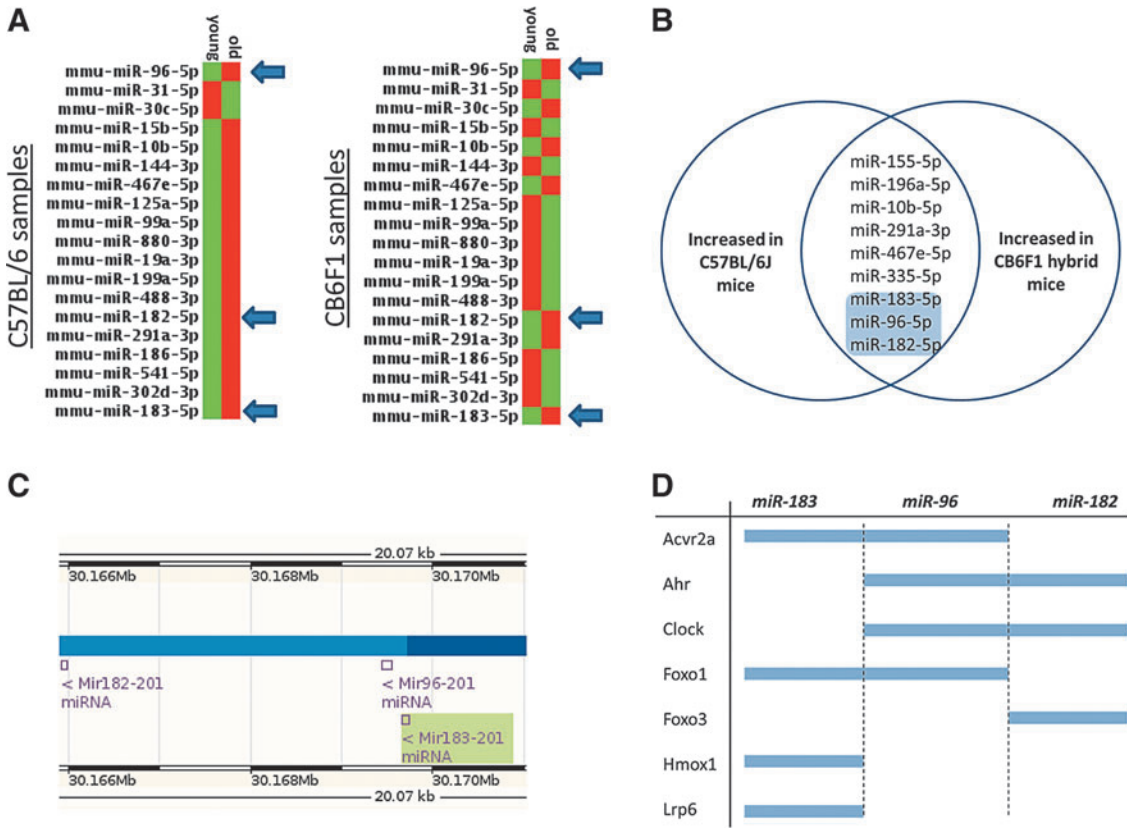 A
C57BL/6 samples
young
old
mmu-miR-96-5p
mmu-miR-31-5p
mmu-miR-30c-5p
mmu-miR-15b-5p
mmu-miR-10b-5p
mmu-miR-144-3p
mmu-miR-467e-5p
mmu-miR-125a-5p
mmu-miR-99a-5p
mmu-miR-880-3p
mmu-miR-19a-3p
mmu-miR-199a-5p
mmu-miR-488-3p
mmu-miR-182-5p
mmu-miR-291a-3p
mmu-miR-186-5p
mmu-miR-541-5p
mmu-miR-302d-3p
mmu-miR-183-5p
CB6F1 samples
young
old
mmu-miR-96-5p
mmu-miR-31-5p
mmu-miR-30c-5p
mmu-miR-15b-5p
mmu-miR-10b-5p
mmu-miR-144-3p
mmu-miR-467e-5p
mmu-miR-125a-5p
mmu-miR-99a-5p
mmu-miR-880-3p
mmu-miR-19a-3p
mmu-miR-199a-5p
mmu-miR-488-3p
mmu-miR-182-5p
mmu-miR-291a-3p
mmu-miR-186-5p
mmu-miR-541-5p
mmu-miR-302d-3p
mmu-miR-183-5p
B
Increased in
C57BL/6J
mice
miR-155-5p
miR-196a-5p
miR-10b-5p
miR-291a-3p
miR-467e-5p
miR-335-5p
miR-183-5p
miR-96-5p
miR-182-5p
Increased in
CB6F1 hybrid
mice
C
20.07 kb
30.166Mb 30.168Mb 30.170Mb
< Mir182-201
miRNA
< Mir96-201
miRNA
< Mir183-201
miRNA
30.166Mb 30.168Mb 30.170Mb
20.07 kb
D
miR-183 miR-96 miR-182
Acvr2a
Ahr
Clock
Foxo1
Foxo3
Hmox1
Lrp6